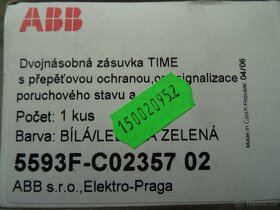 ABB
Dvojnásobná zásuvka TIME
s přepěťovou ochranou, signalizace
poruchového stavu a
150020952
Počet: 1 kus
Barva: BÍLÁ/LE ZELENÁ
5593F-C02357 02
ABB s.r.o.,Elektro-Praga
Made in Czech Republic 04/06